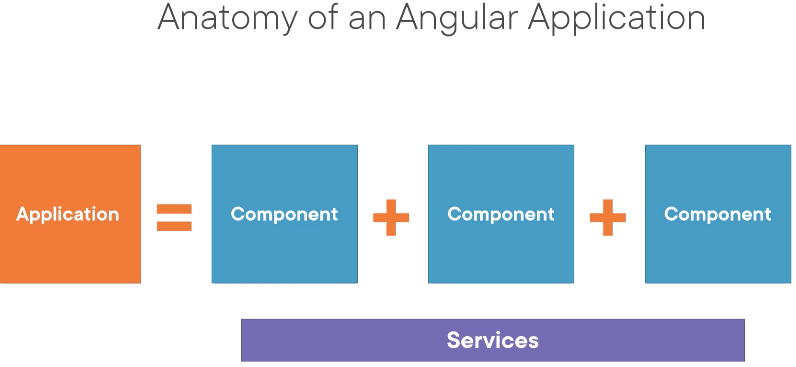 Anatomy of an Angular Application
Application = Component + Component + Component
Services